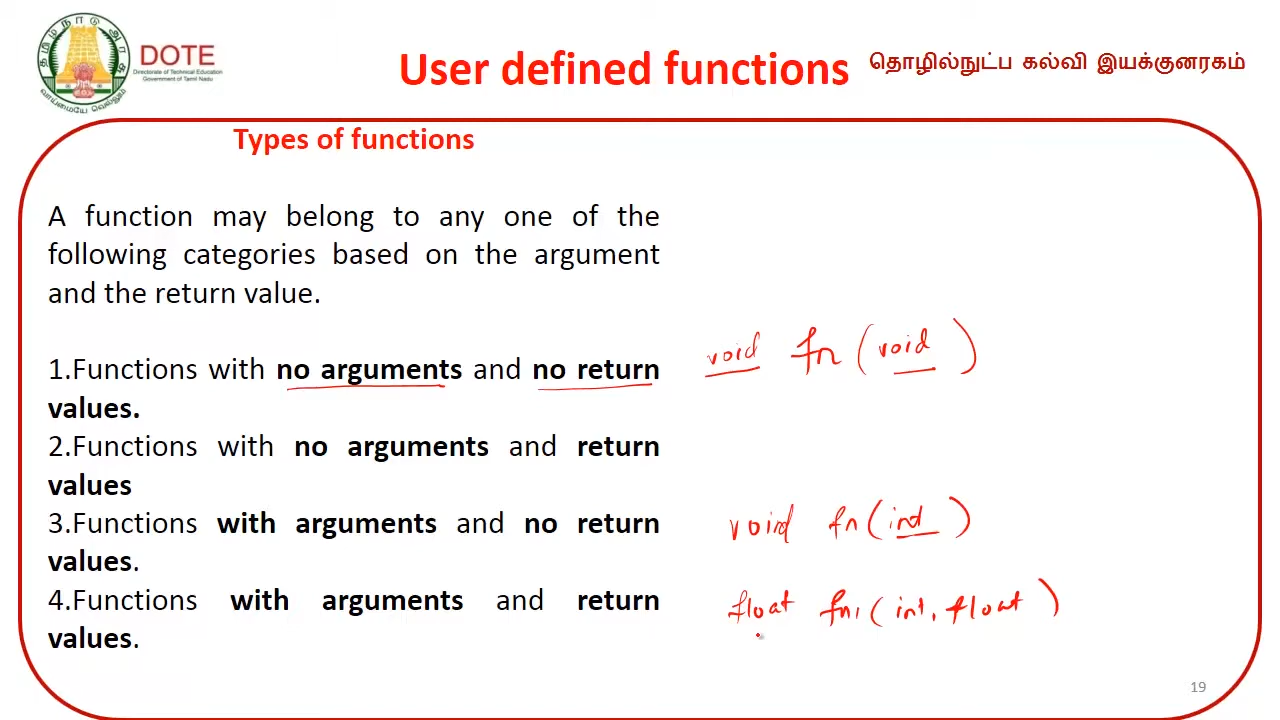 தமிழ்நாடு அரசு
வாய்மையே வெல்லும்
DOTE
Directorate of Technical Education
Government of Tamil Nadu
User defined functions
தொழில்நுட்ப கல்வி இயக்குனரகம்
Types of functions
A function may belong to any one of the
following categories based on the argument
and the return value.
1.Functions with no arguments and no return
values.
void fn (void)
2.Functions with no arguments and return
values
3.Functions with arguments and no return
values.
void fn (int)
4.Functions with arguments and return
values.
float fn1 (int, float)
19